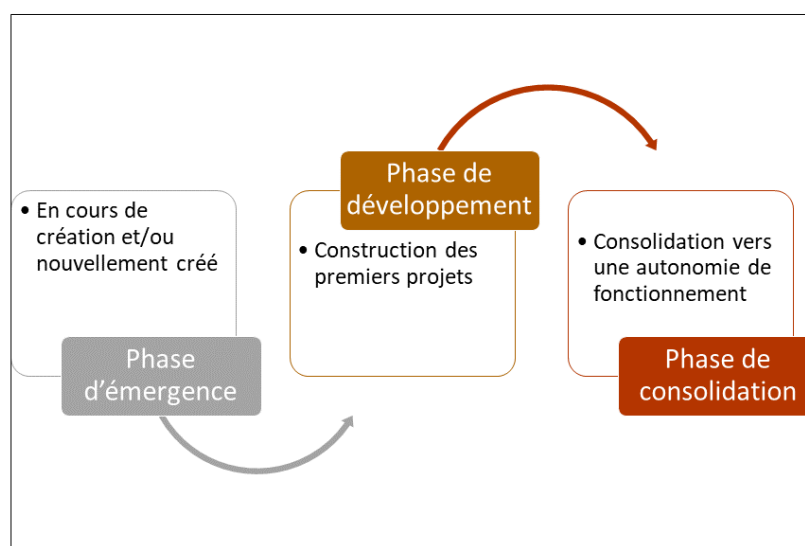 • En cours de
création et/ou
nouvellement créé
Phase
d’émergence
Phase de
développement
• Construction des
premiers projets
• Consolidation vers
une autonomie de
fonctionnement
Phase de
consolidation